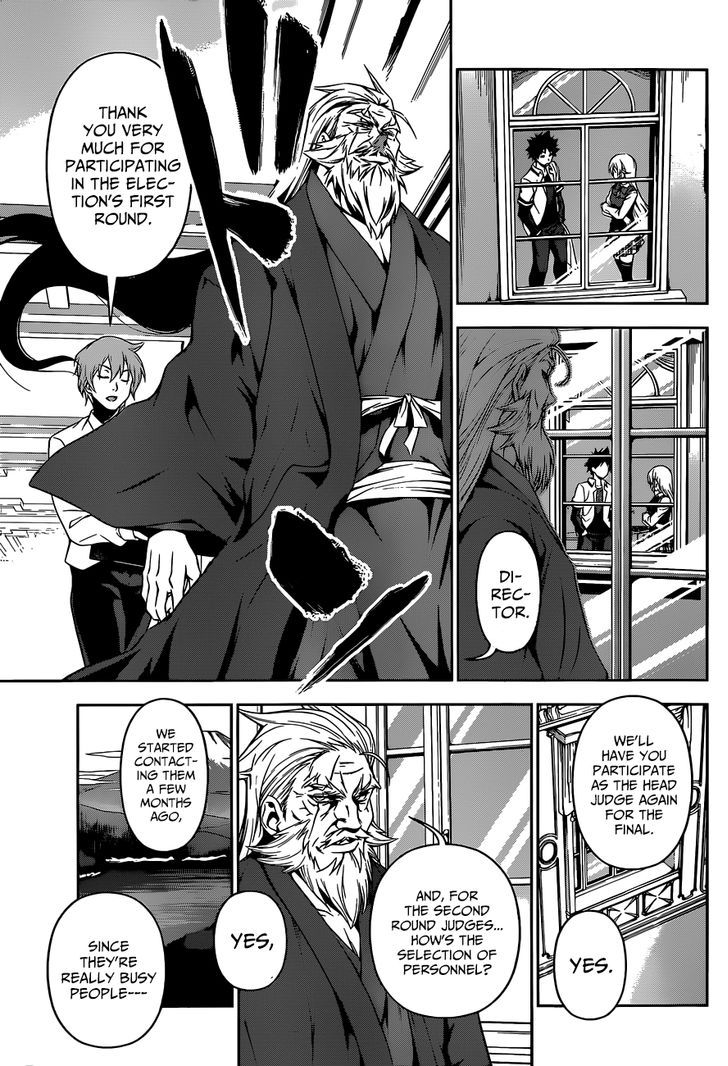 DI-
REC-
TOR.
THANK
YOU VERY
MUCH FOR
PARTICIPATING
IN THE ELEC-
TION'S FIRST
ROUND.
WE'LL
HAVE YOU
PARTICIPATE
AS THE HEAD
JUDGE AGAIN
FOR THE
FINAL.
YES.
AND, FOR
THE SECOND
ROUND JUDGES...
HOW'S THE
SELECTION OF
PERSONNEL?
YES,
WE
STARTED
CONTACT-
ING THEM
A FEW
MONTHS
AGO,
SINCE
THEY'RE
REALLY BUSY
PEOPLE---